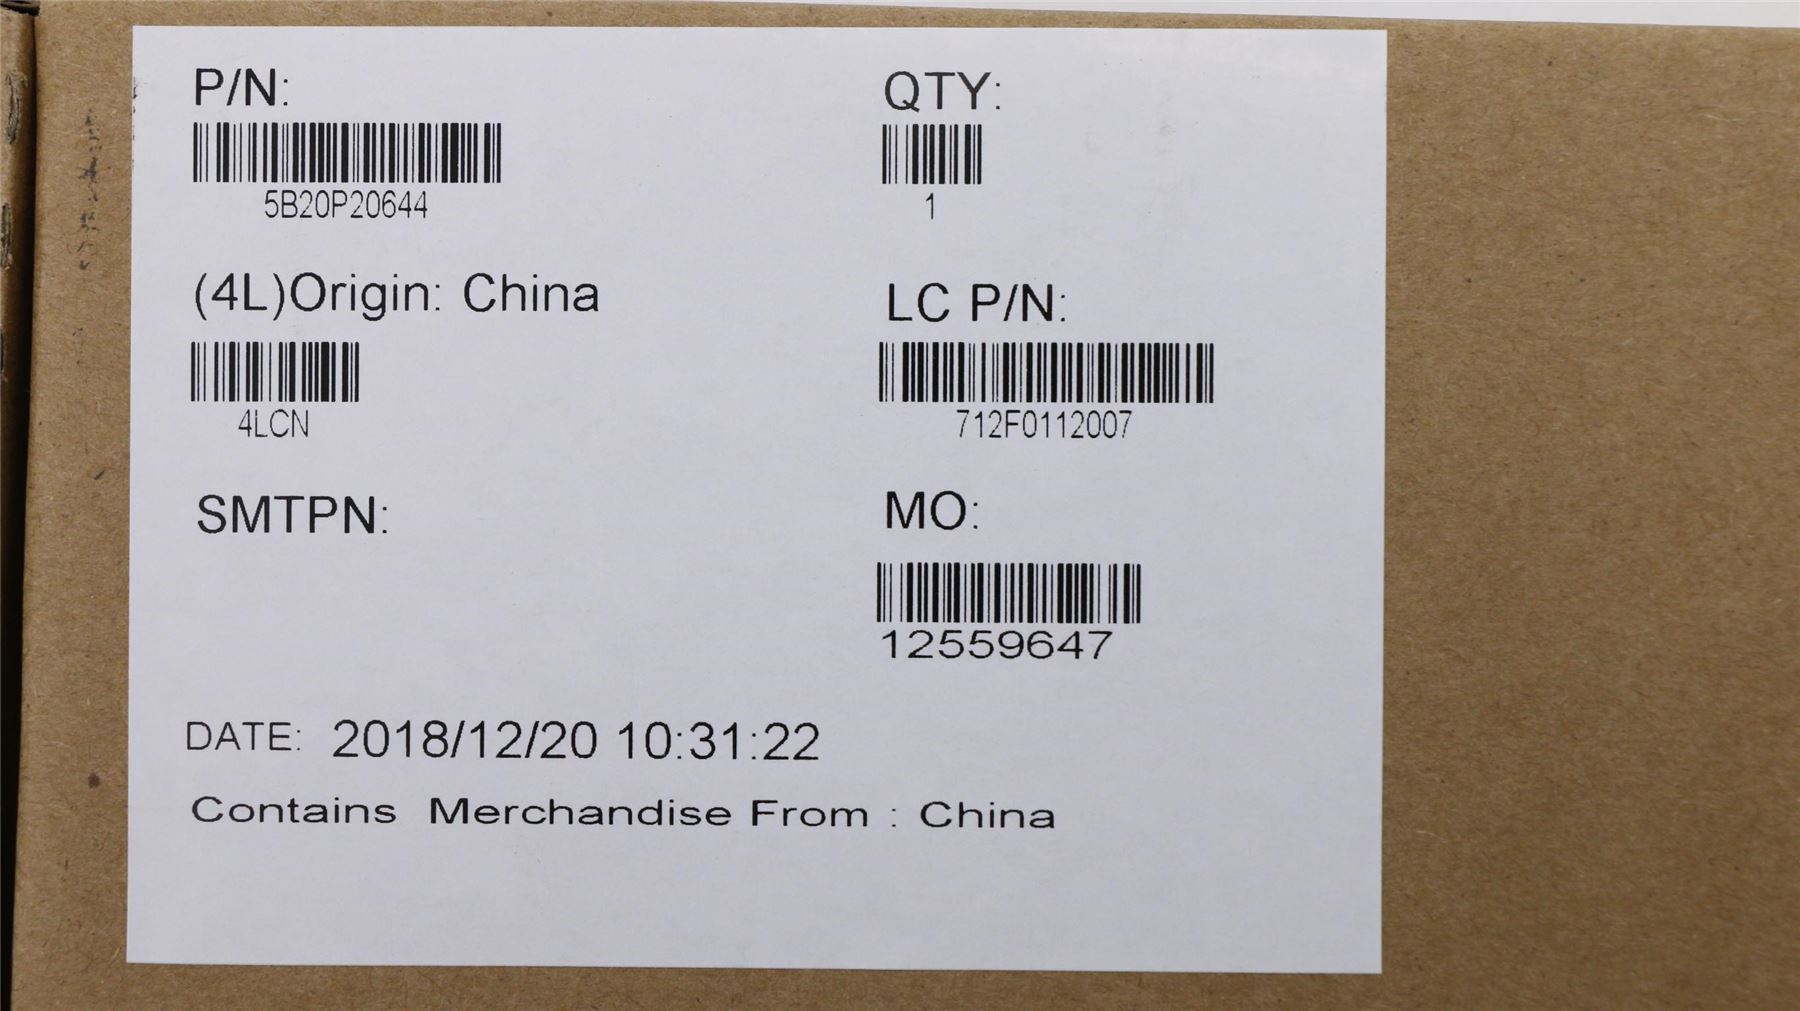 P/N:
5B20P20644
QTY:
1
(4L)Origin: China
4LCN
LC P/N:
712F0112007
SMTPN:
MO:
12559647
DATE: 2018/12/20 10:31:22
Contains Merchandise From : China